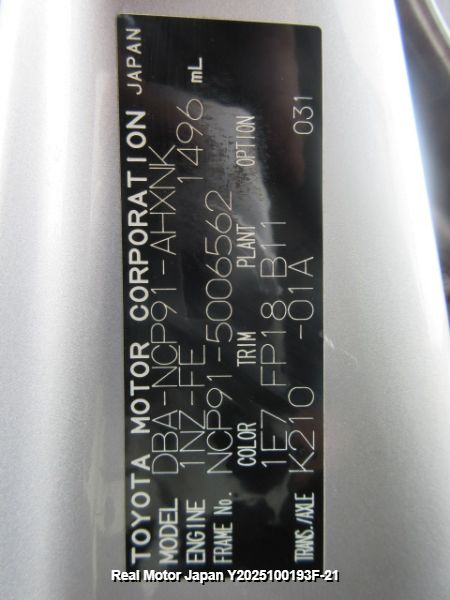 TOYOTA MOTOR CORPORATION JAPAN
MODEL DBA-NCP91-AHXNK
ENGINE 1NZ-FE 1496 mL
FRAME No. NCP91-5006562
COLOR TRIM PLANT OPTION
1E7 FP18 B11 031
TRANS./AXLE K210 -01A
Real Motor Japan Y2025100193F-21